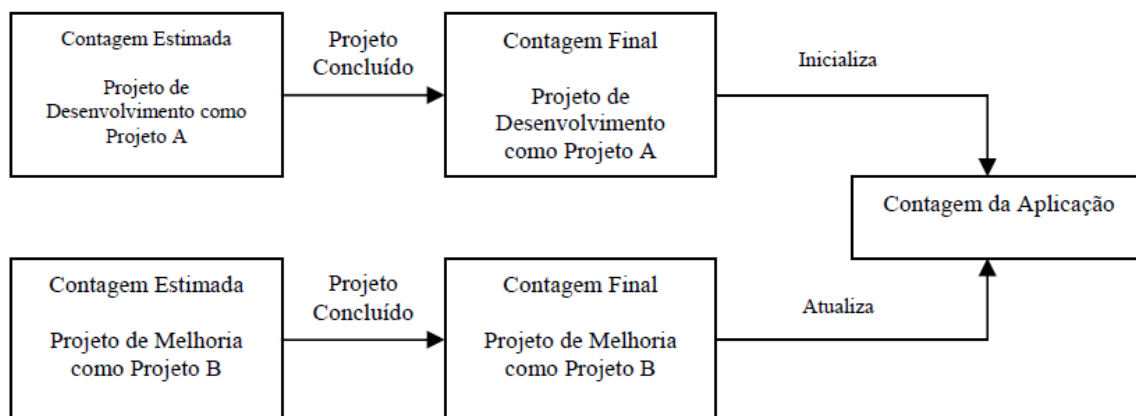 Contagem Estimada
Projeto de
Desenvolvimento como
Projeto A
Projeto
Concluído
Contagem Final
Projeto de
Desenvolvimento
como Projeto A
Inicializa
Contagem da Aplicação
Contagem Estimada
Projeto de Melhoria
como Projeto B
Projeto
Concluído
Contagem Final
Projeto de Melhoria
como Projeto B
Atualiza